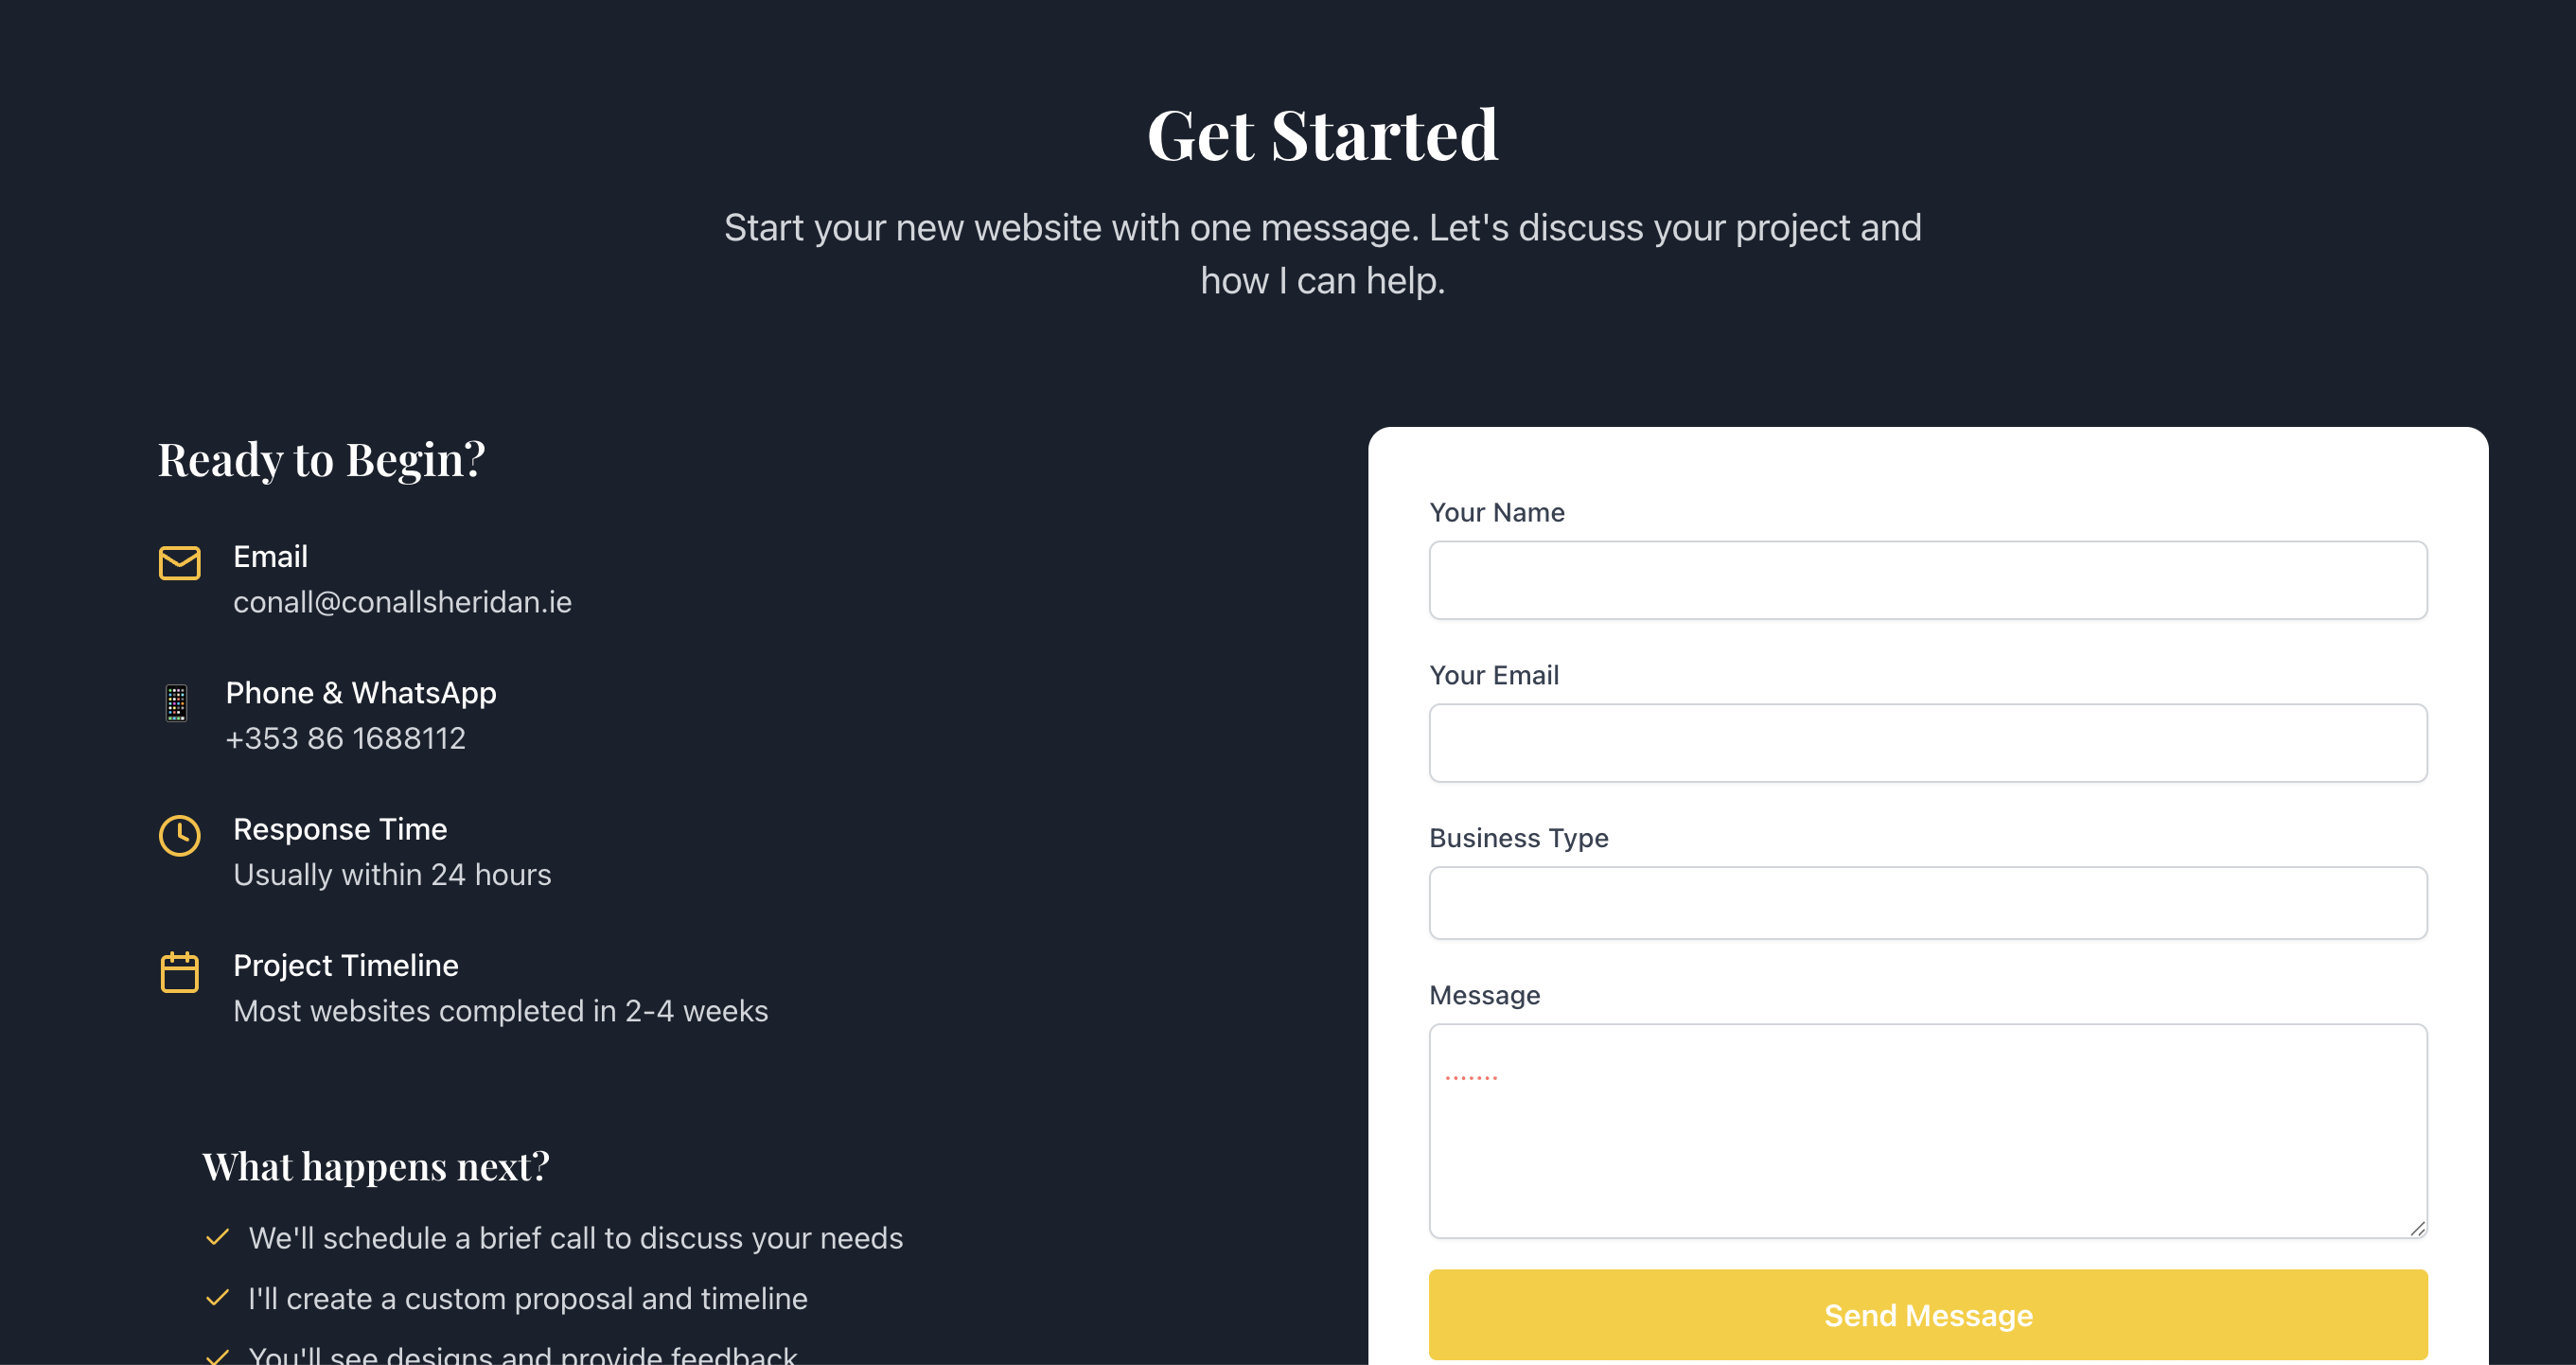 Get Started
Start your new website with one message. Let's discuss your project and
how I can help.
Ready to Begin?
Email
conall@conallsheridan.ie
Phone & WhatsApp
+353 86 1688112
Response Time
Usually within 24 hours
Project Timeline
Most websites completed in 2-4 weeks
What happens next?
We'll schedule a brief call to discuss your needs
I'll create a custom proposal and timeline
You'll see designs and provide feedback
Your Name
Your Email
Business Type
Message
Send Message